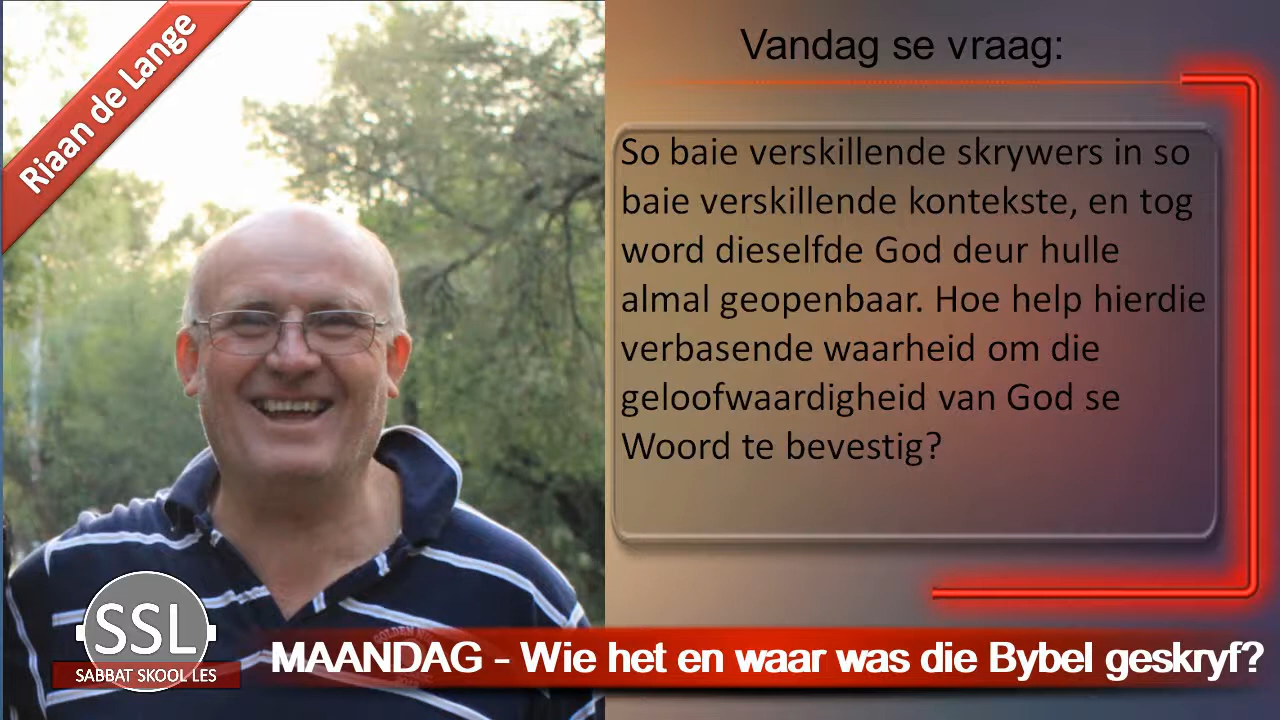 Riaan de Lange
Vandag se vraag:
So baie verskillende skrywers in so
baie verskillende kontekste, en tog
word dieselfde God deur hulle
almal geopenbaar. Hoe help hierdie
verbasende waarheid om die
geloofwaardigheid van God se
Woord te bevestig?
SSL
SABBAT SKOOL LES
MAANDAG - Wie het en waar was die Bybel geskryf?